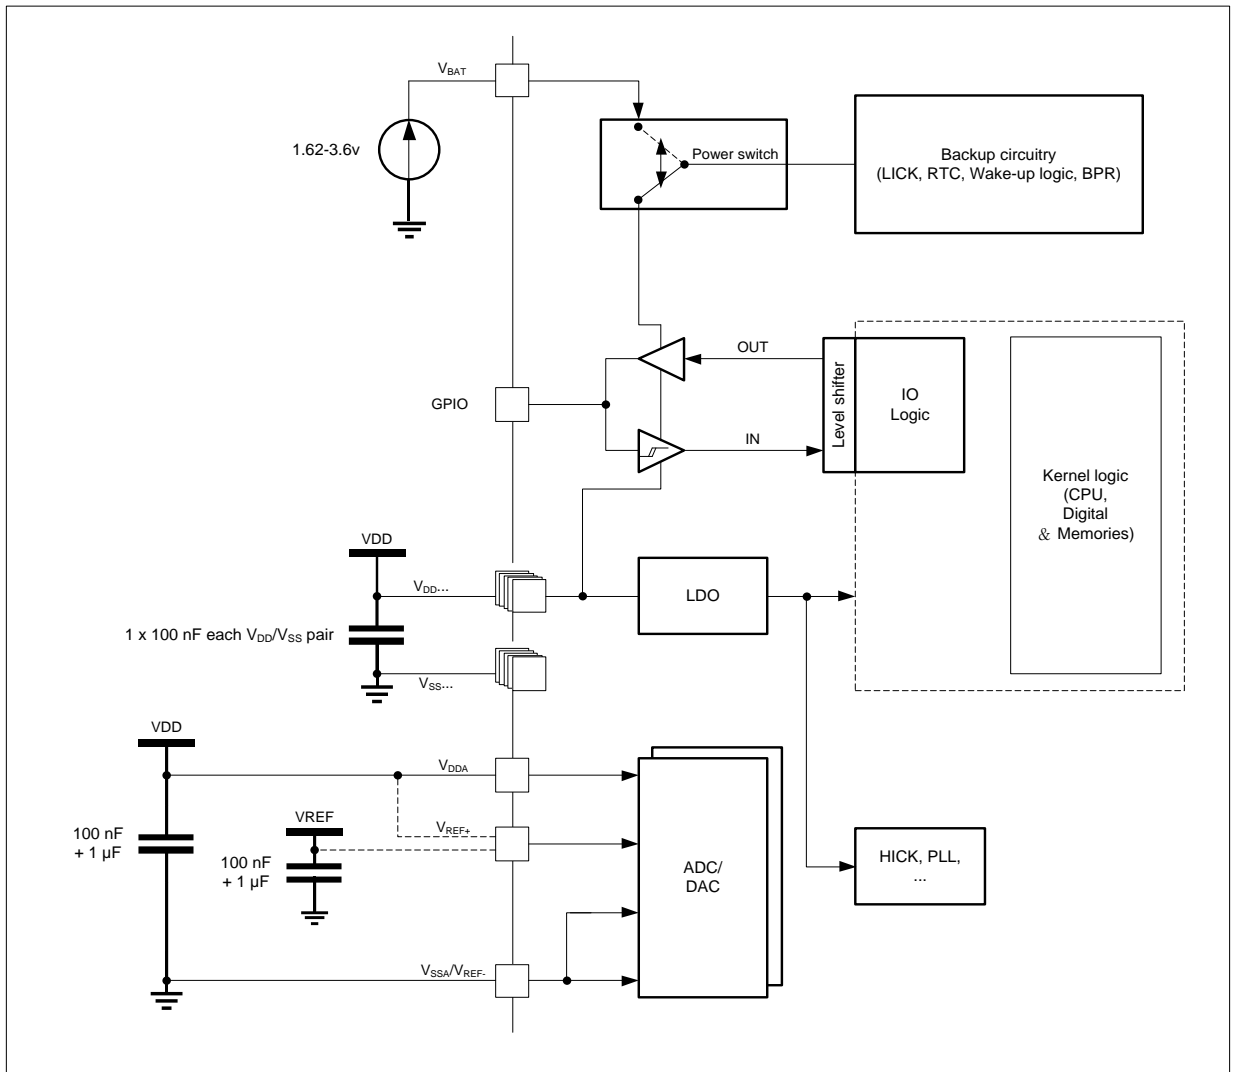 VBAT
1.62-3.6v
Power switch
Backup circuitry
(LICK, RTC, Wake-up logic, BPR)
OUT
GPIO
Level shifter
IO
Logic
IN
Kernel logic
(CPU,
Digital
& Memories)
VDD
VDD...
LDO
1 x 100 nF each VDD/VSS pair
VSS...
VDD
VDDA
VREF
VREF+
100 nF
+ 1 µF
100 nF
+ 1 µF
ADC/
DAC
HICK, PLL,
...
VSSA/VREF-